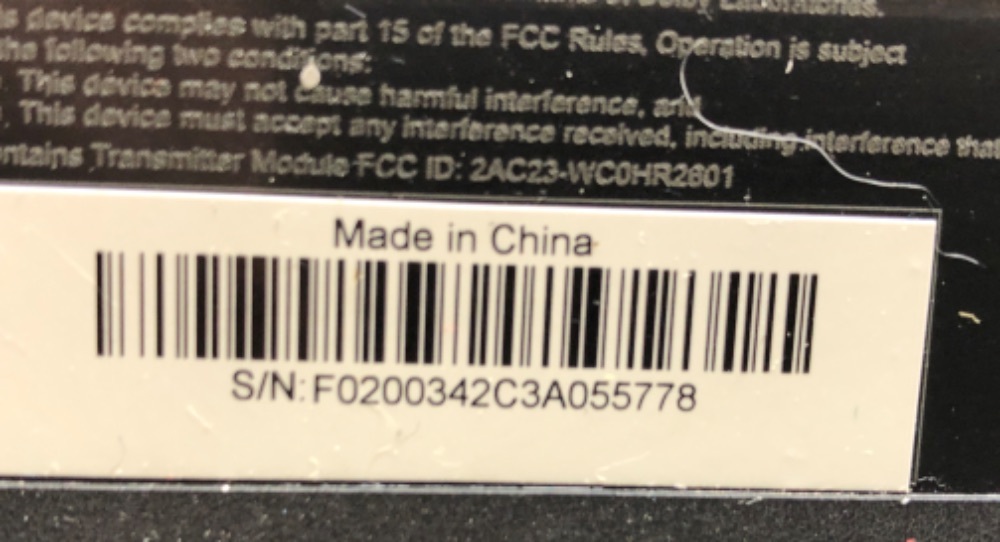 Laboratories.
s device complies with part 15 of the FCC Rules, Operation is subject
the following two conditions:
This device may not cause harmful interference, and
. This device must accept any interference received, including interference that
ntains Transmitter Module FCC ID: 2AC23-WC0HR2601
Made in China
S/N: F0200342C3A055778